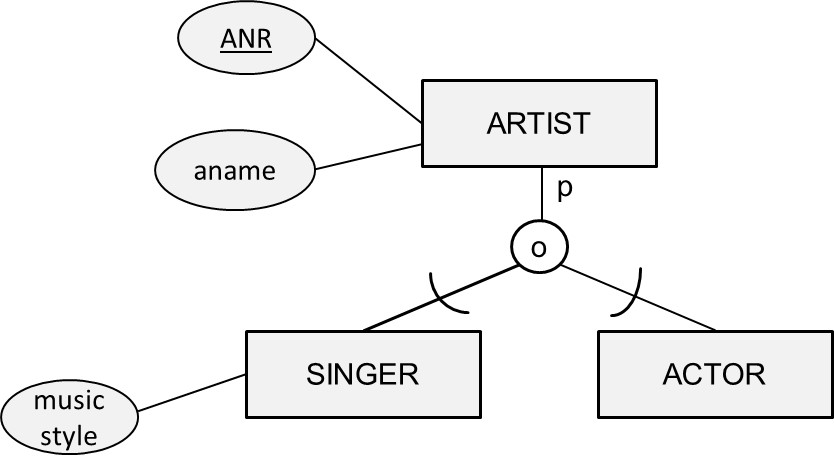 ANR
ARTIST
aname
p
o
SINGER
ACTOR
music
style